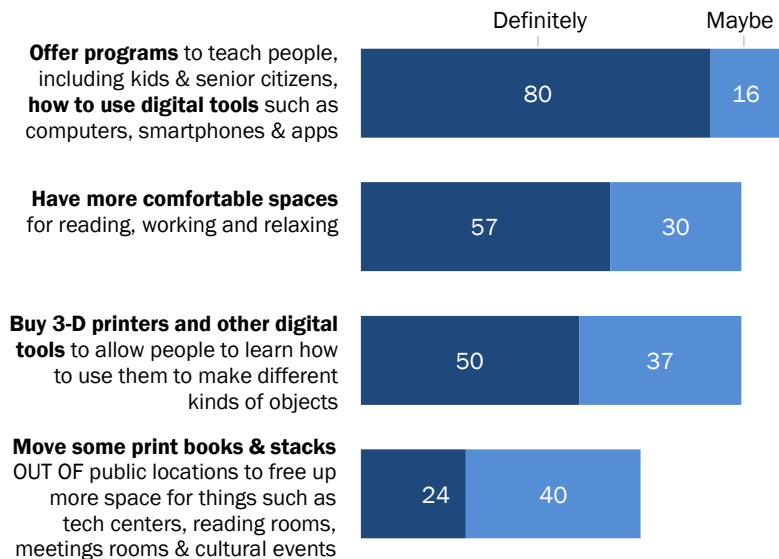 Definitely Maybe
Offer programs to teach people,
including kids & senior citizens,
how to use digital tools such as
computers, smartphones & apps
80 16
Have more comfortable spaces
for reading, working and relaxing
57 30
Buy 3-D printers and other digital
tools to allow people to learn how
to use them to make different
kinds of objects
50 37
Move some print books & stacks
OUT OF public locations to free up
more space for things such as
tech centers, reading rooms,
meetings rooms & cultural events
24 40